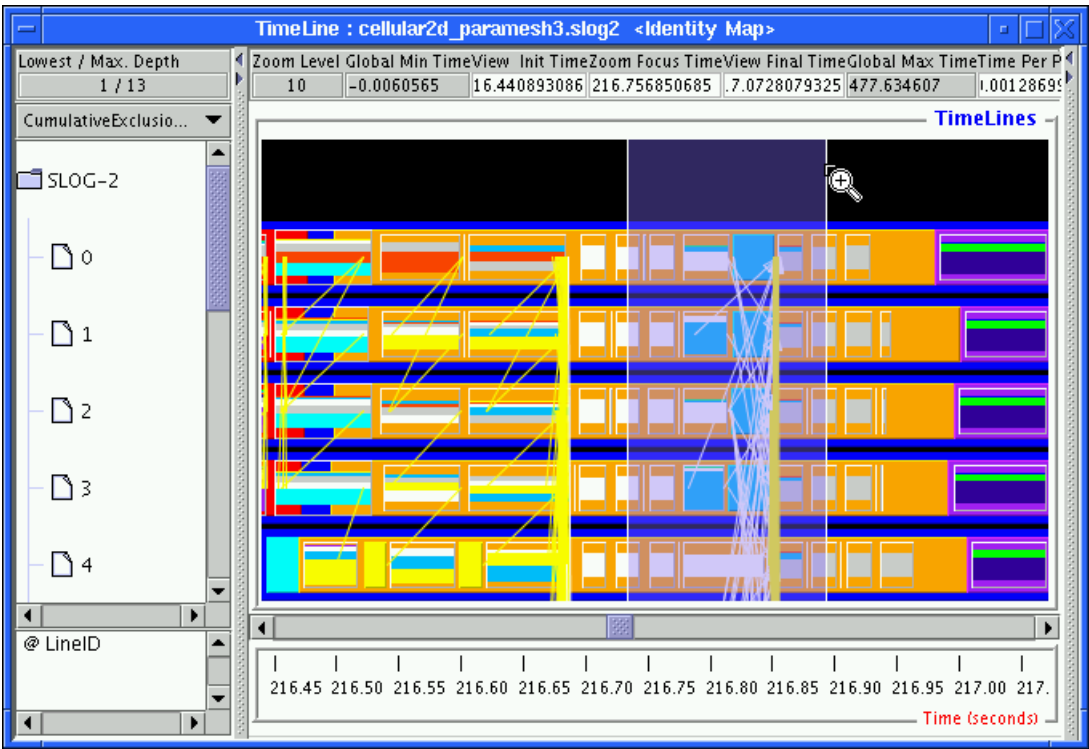 TimeLine : cellular2d_paramesh3.slog2 <Identity Map>
Lowest / Max. Depth
1 / 13
Zoom Level Global Min Time View Init Time Zoom Focus Time View Final Time Global Max Time Time Per P
10 -0.0060565 16.440893086 216.756850685 .7.0728079325 477.634607 .00128699
CumulativeExclusio...
TimeLines
SLOG-2
0
1
2
3
4
@ LineID
216.45 216.50 216.55 216.60 216.65 216.70 216.75 216.80 216.85 216.90 216.95 217.00 217.
Time (seconds)